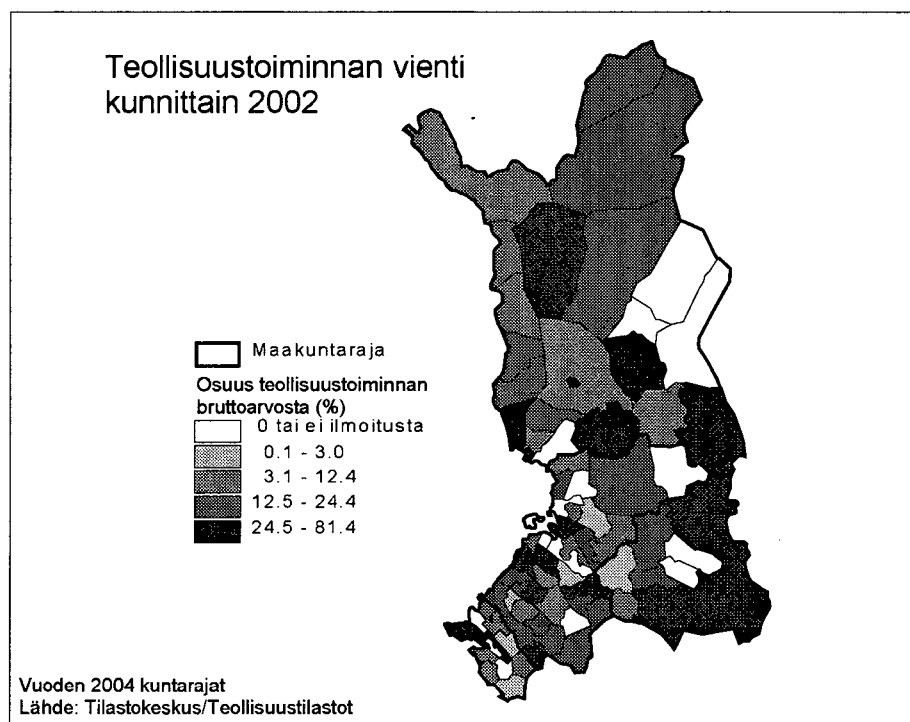 Teollisuustoiminnan vienti
kunnittain 2002
Maakuntaraja
Osuus teollisuustoiminnan
bruttoarvosta (%)
0 tai ei ilmoitusta
0.1 - 3.0
3.1 - 12.4
12.5 - 24.4
24.5 - 81.4
Vuoden 2004 kuntarajat
Lähde: Tilastokeskus/Teollisuustilastot